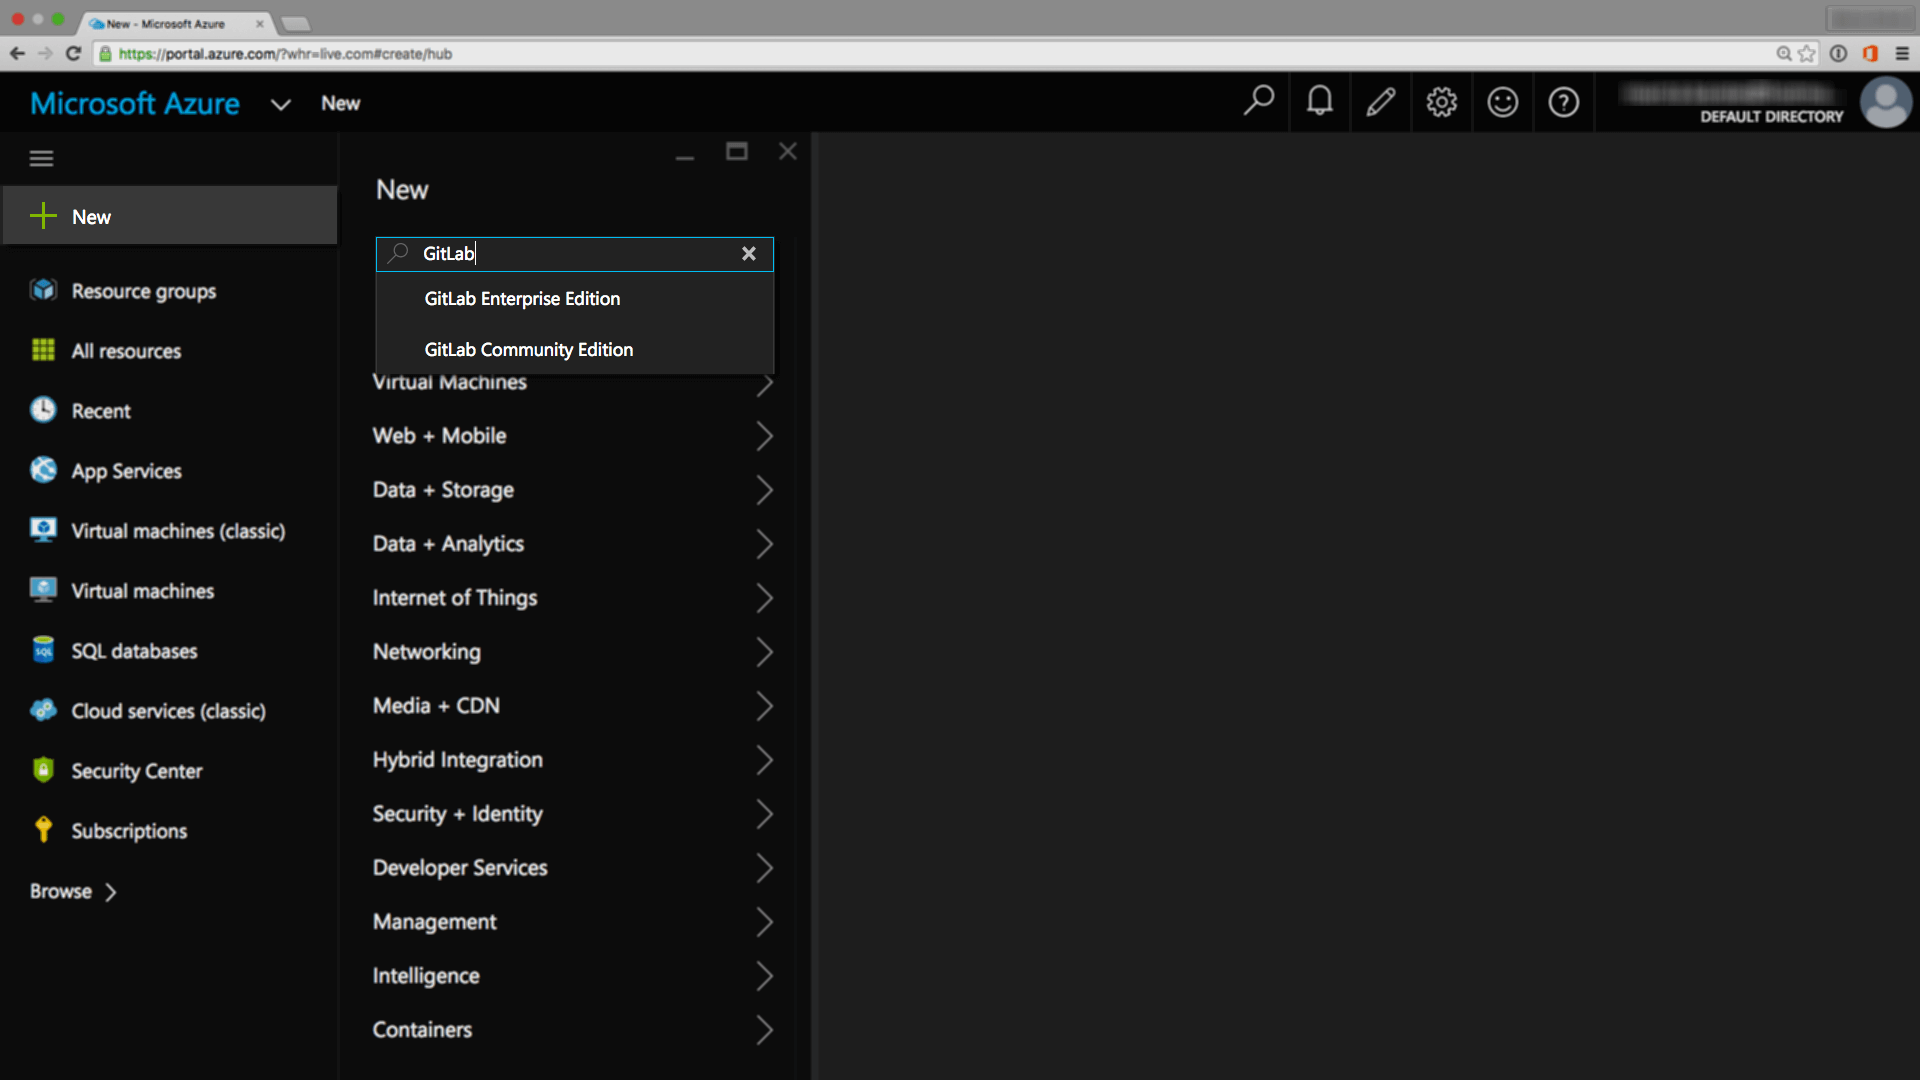 New - Microsoft Azure
https://portal.azure.com/?whr=live.com#create/hub
Microsoft Azure
New
DEFAULT DIRECTORY
New
Resource groups
All resources
Recent
App Services
Virtual machines (classic)
Virtual machines
SQL
SQL databases
Cloud services (classic)
Security Center
Subscriptions
Browse
New
GitLab
GitLab Enterprise Edition
GitLab Community Edition
Virtual Machines
Web + Mobile
Data + Storage
Data + Analytics
Internet of Things
Networking
Media + CDN
Hybrid Integration
Security + Identity
Developer Services
Management
Intelligence
Containers